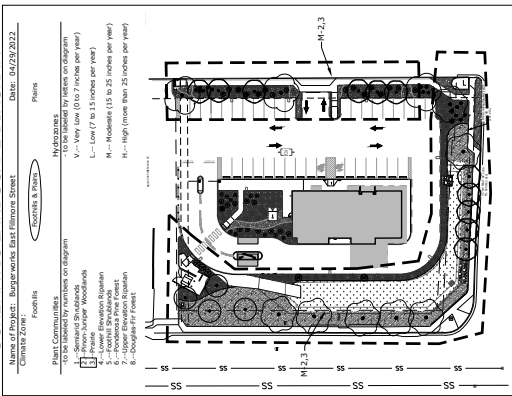 Name of Project: Burgerworks East Fillmore Street Date: 04/29/2022
Climate Zone: Foothills Foothills & Plains Plains
Plant Communities
-to be labeled by numbers on diagram
1.--Semiarid Shrublands
2.--Pinon-Juniper Woodlands
3.--Prairie
4.--Lower Elevation Riparian
5.--Foothill Shrublands
6.--Ponderosa Pine Forest
7.--Upper Elevation Riparian
8.--Douglas-Fir Forest
Hydrozones
- to be labeled by letters on diagram
V.-- Very Low (0 to 7 inches per year)
L.-- Low (7 to 15 inches per year)
M.-- Moderate (15 to 25 inches per year)
H.-- High (more than 25 inches per year)
M-2,3
M-2,3
SS SS SS SS SS
SS SS SS SS